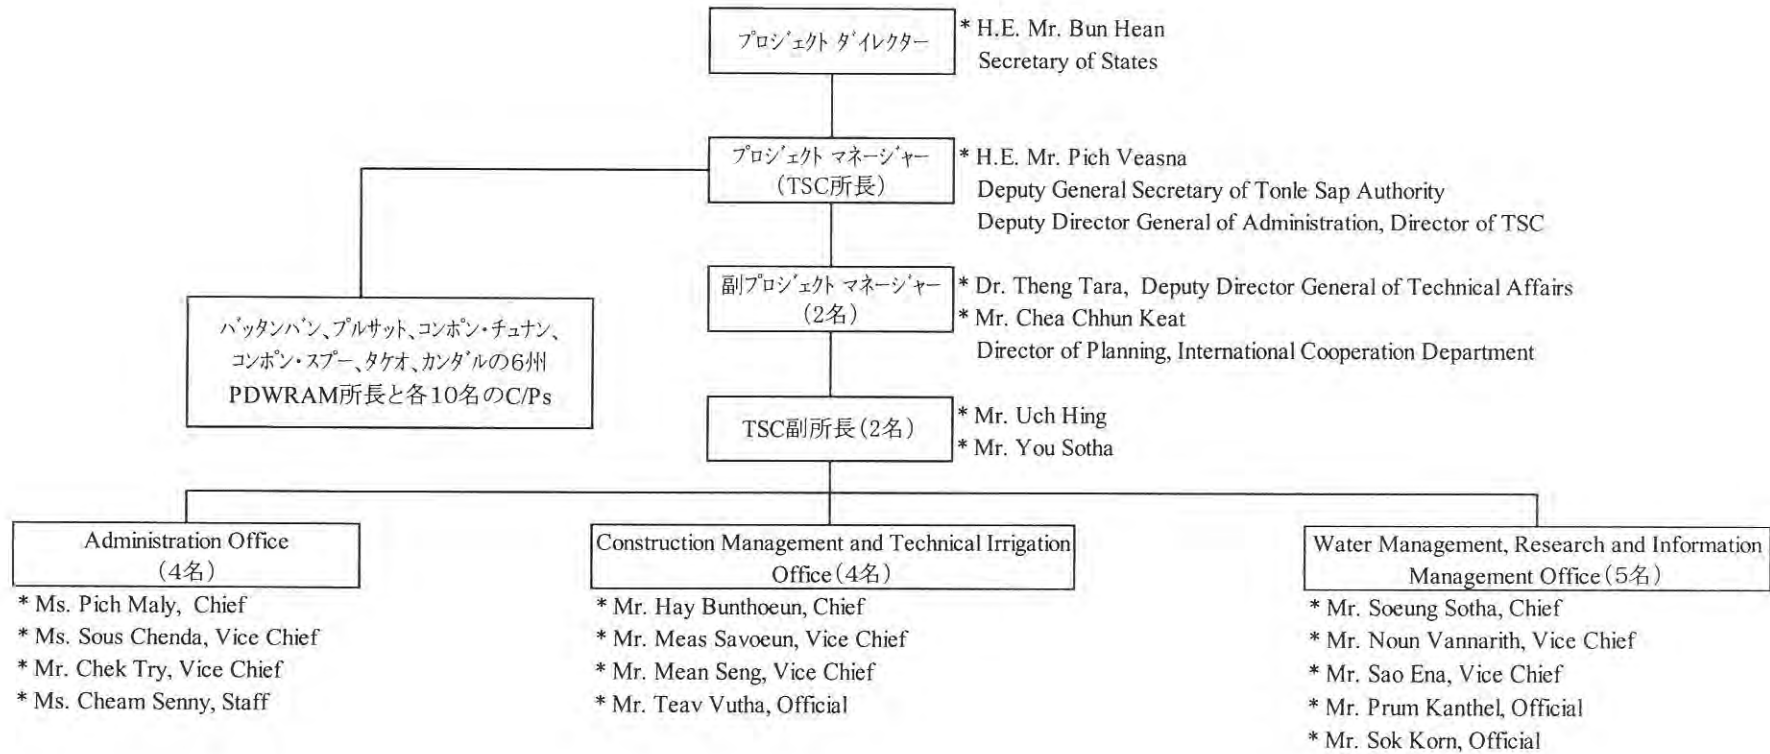 プロジェクト ダイレクター
* H.E. Mr. Bun Hean
Secretary of States
プロジェクト マネージャー
(TSC所長)
* H.E. Mr. Pich Veasna
Deputy General Secretary of Tonle Sap Authority
Deputy Director General of Administration, Director of TSC
副プロジェクト マネージャー
(2名)
* Dr. Theng Tara, Deputy Director General of Technical Affairs
* Mr. Chea Chhun Keat
Director of Planning, International Cooperation Department
バッタンバン、プルサット、コンポン・チュナン、
コンポン・スプー、タケオ、カンダルの6州
PDWRAM所長と各10名のC/Ps
TSC副所長(2名)
* Mr. Uch Hing
* Mr. You Sotha
Administration Office
(4名)
* Ms. Pich Maly, Chief
* Ms. Sous Chenda, Vice Chief
* Mr. Chek Try, Vice Chief
* Ms. Cheam Senny, Staff
Construction Management and Technical Irrigation
Office(4名)
* Mr. Hay Bunthoeun, Chief
* Mr. Meas Savoeun, Vice Chief
* Mr. Mean Seng, Vice Chief
* Mr. Teav Vutha, Official
Water Management, Research and Information
Management Office(5名)
* Mr. Soeung Sotha, Chief
* Mr. Noun Vannarith, Vice Chief
* Mr. Sao Ena, Vice Chief
* Mr. Prum Kanthel, Official
* Mr. Sok Korn, Official